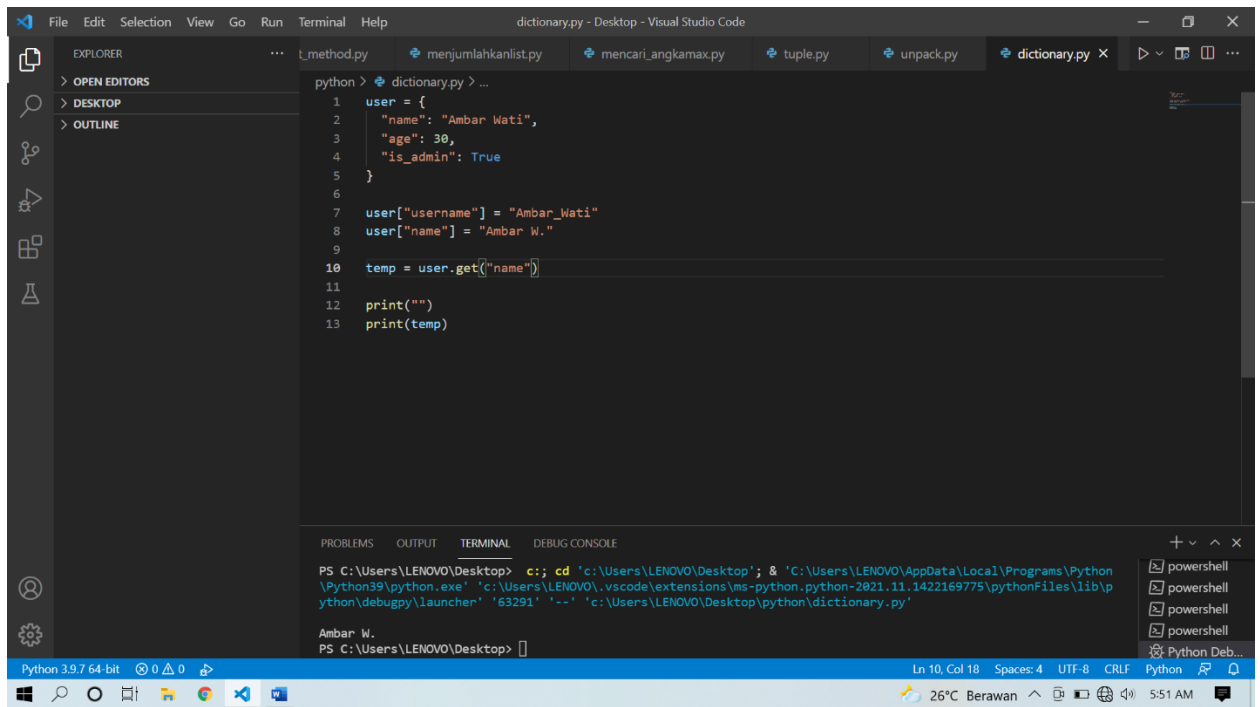 File Edit Selection View Go Run Terminal Help dictionary.py - Desktop - Visual Studio Code
EXPLORER ...
OPEN EDITORS
DESKTOP
OUTLINE
t_method.py menjumlahkanlist.py mencari_angkamax.py tuple.py unpack.py dictionary.py
python > dictionary.py > ...
1 user = {
2 "name": "Ambar Wati",
3 "age": 30,
4 "is_admin": True
5 }
6
7 user["username"] = "Ambar_Wati"
8 user["name"] = "Ambar W."
9
10 temp = user.get("name")
11
12 print("")
13 print(temp)
PROBLEMS OUTPUT TERMINAL DEBUG CONSOLE
PS C:\Users\LENOVO\Desktop> c:; cd 'c:\Users\LENOVO\Desktop'; & 'C:\Users\LENOVO\AppData\Local\Programs\Python
\Python39\python.exe' 'c:\Users\LENOVO\.vscode\extensions\ms-python.python-2021.11.1422169775\pythonFiles\lib\p
ython\debugpy\launcher' '63291' '--' 'c:\Users\LENOVO\Desktop\python\dictionary.py'
Ambar W.
PS C:\Users\LENOVO\Desktop>
powershell
powershell
powershell
powershell
Python Deb...
Python 3.9.7 64-bit 0 0 Ln 10, Col 18 Spaces: 4 UTF-8 CRLF Python
26°C Berawan 5:51 AM